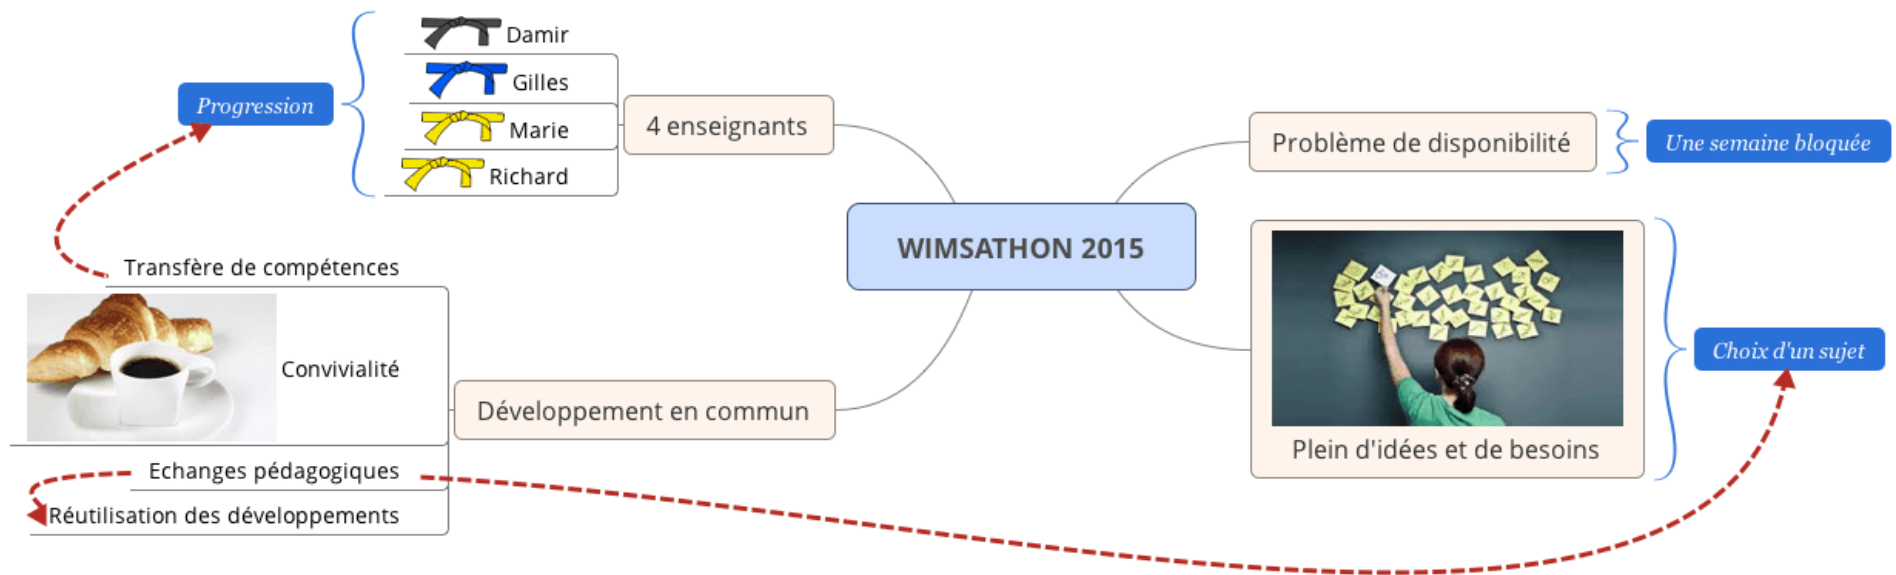 Damir
Gilles
Marie
Richard
Progression
4 enseignants
Problème de disponibilité
Une semaine bloquée
WIMSATHON 2015
Transfère de compétences
Convivialité
Développement en commun
Echanges pédagogiques
Réutilisation des développements
Plein d'idées et de besoins
Choix d'un sujet